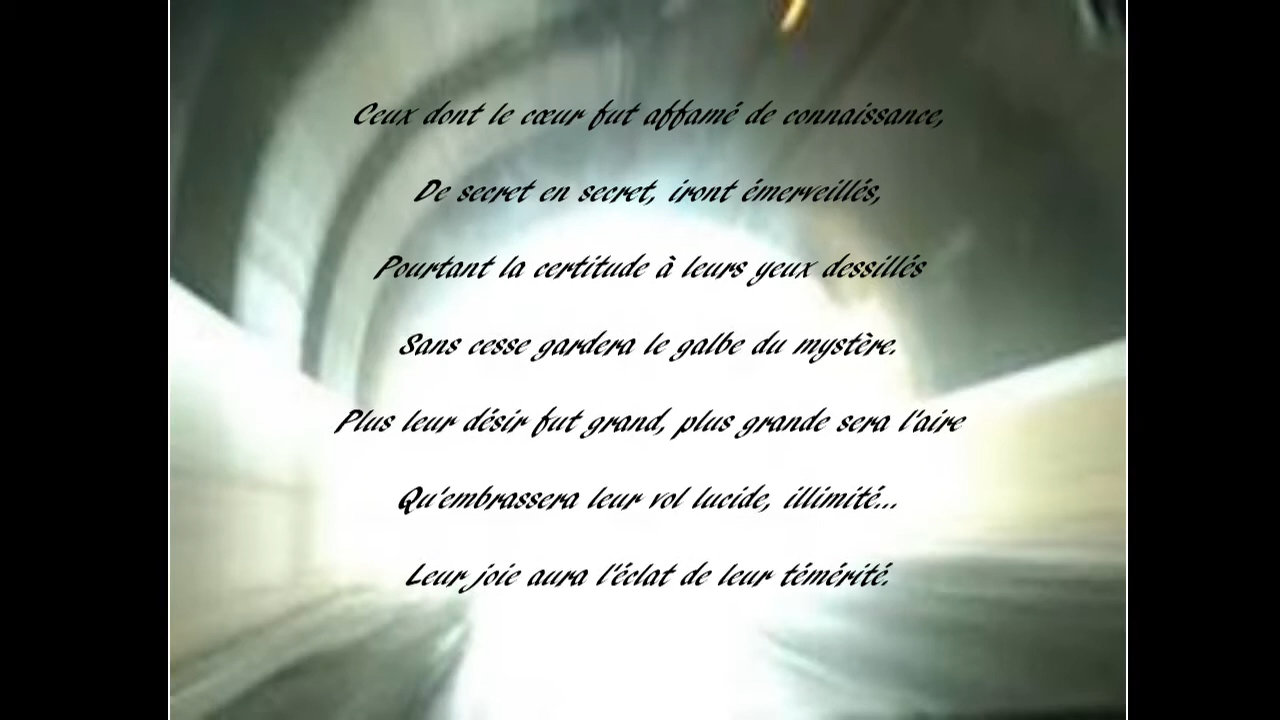 Ceux dont le cœur fut affamé de connaissance,
De secret en secret, iront émerveillés,
Pourtant la certitude à leurs yeux dessillés
Sans cesse gardera le galbe du mystère.
Plus leur désir fut grand, plus grande sera l'aire
Qu'embrassera leur vol lucide, illimité...
Leur joie aura l'éclat de leur témérité.